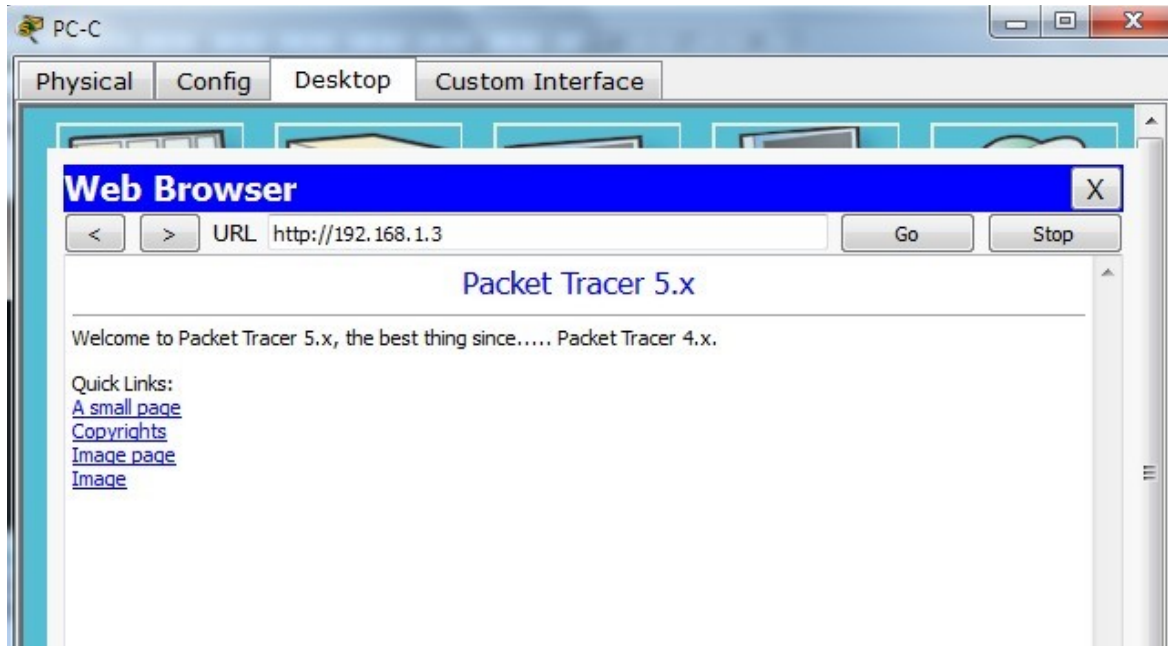 PC-C
X
Physical Config Desktop Custom Interface
Web Browser X
< > URL http://192.168.1.3 Go Stop
Packet Tracer 5.x
Welcome to Packet Tracer 5.x, the best thing since..... Packet Tracer 4.x.
Quick Links:
A small page
Copyrights
Image page
Image